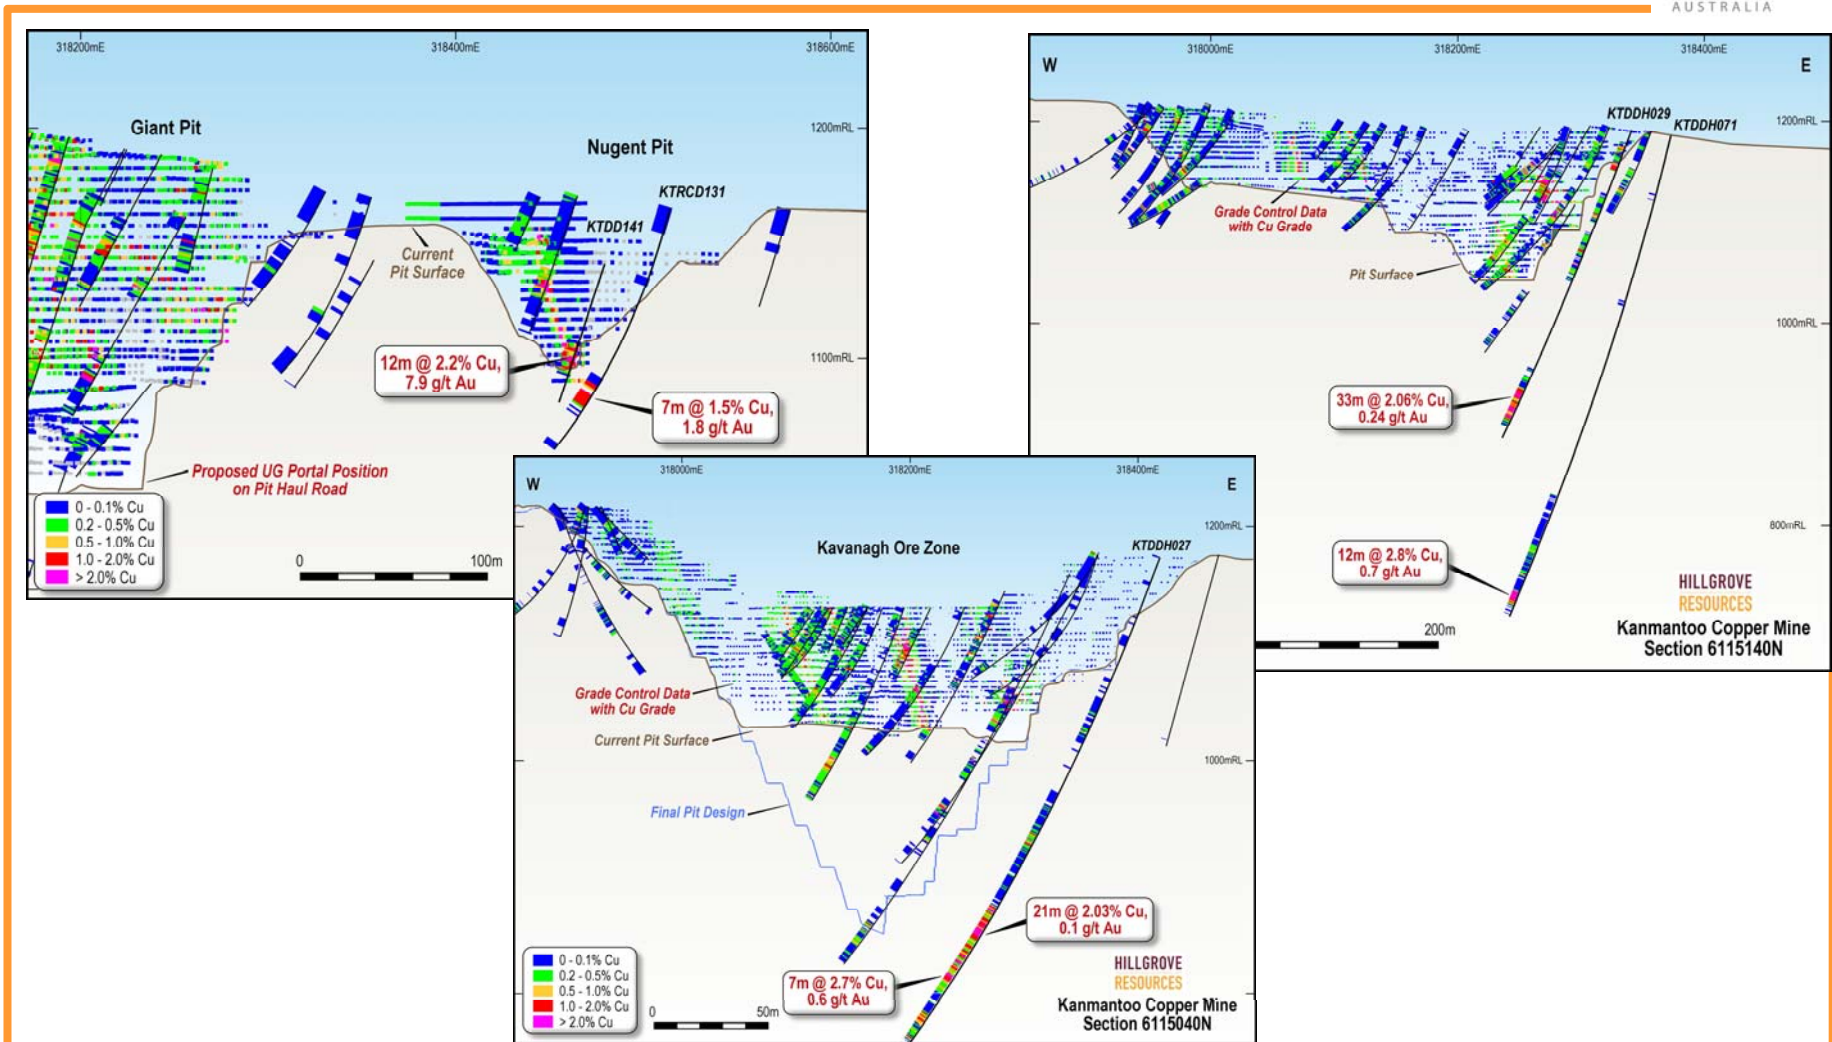 AUSTRALIA
318200mE
318400mE
318600mE
Giant Pit
1200mRL
Nugent Pit
KTRCD131
KTDD141
Current
Pit Surface
12m @ 2.2% Cu,
7.9 g/t Au
1100mRL
7m @ 1.5% Cu,
1.8 g/t Au
Proposed UG Portal Position
on Pit Haul Road
0 - 0.1% Cu
0.2 - 0.5% Cu
0.5 - 1.0% Cu
1.0 - 2.0% Cu
> 2.0% Cu
0
100m
318000mE
318200mE
318400mE
W
E
KTDDH029
KTDDH071
1200mRL
Grade Control Data
with Cu Grade
Pit Surface
1000mRL
33m @ 2.06% Cu,
0.24 g/t Au
800mRL
12m @ 2.8% Cu,
0.7 g/t Au
HILLGROVE
RESOURCES
200m
Kanmantoo Copper Mine
Section 6115140N
318000mE
318200mE
318400mE
W
E
1200mRL
Kavanagh Ore Zone
KTDDH027
Grade Control Data
with Cu Grade
Current Pit Surface
1000mRL
Final Pit Design
21m @ 2.03% Cu,
0.1 g/t Au
7m @ 2.7% Cu,
0.6 g/t Au
0 - 0.1% Cu
0.2 - 0.5% Cu
0.5 - 1.0% Cu
1.0 - 2.0% Cu
> 2.0% Cu
0
50m
HILLGROVE
RESOURCES
Kanmantoo Copper Mine
Section 6115040N